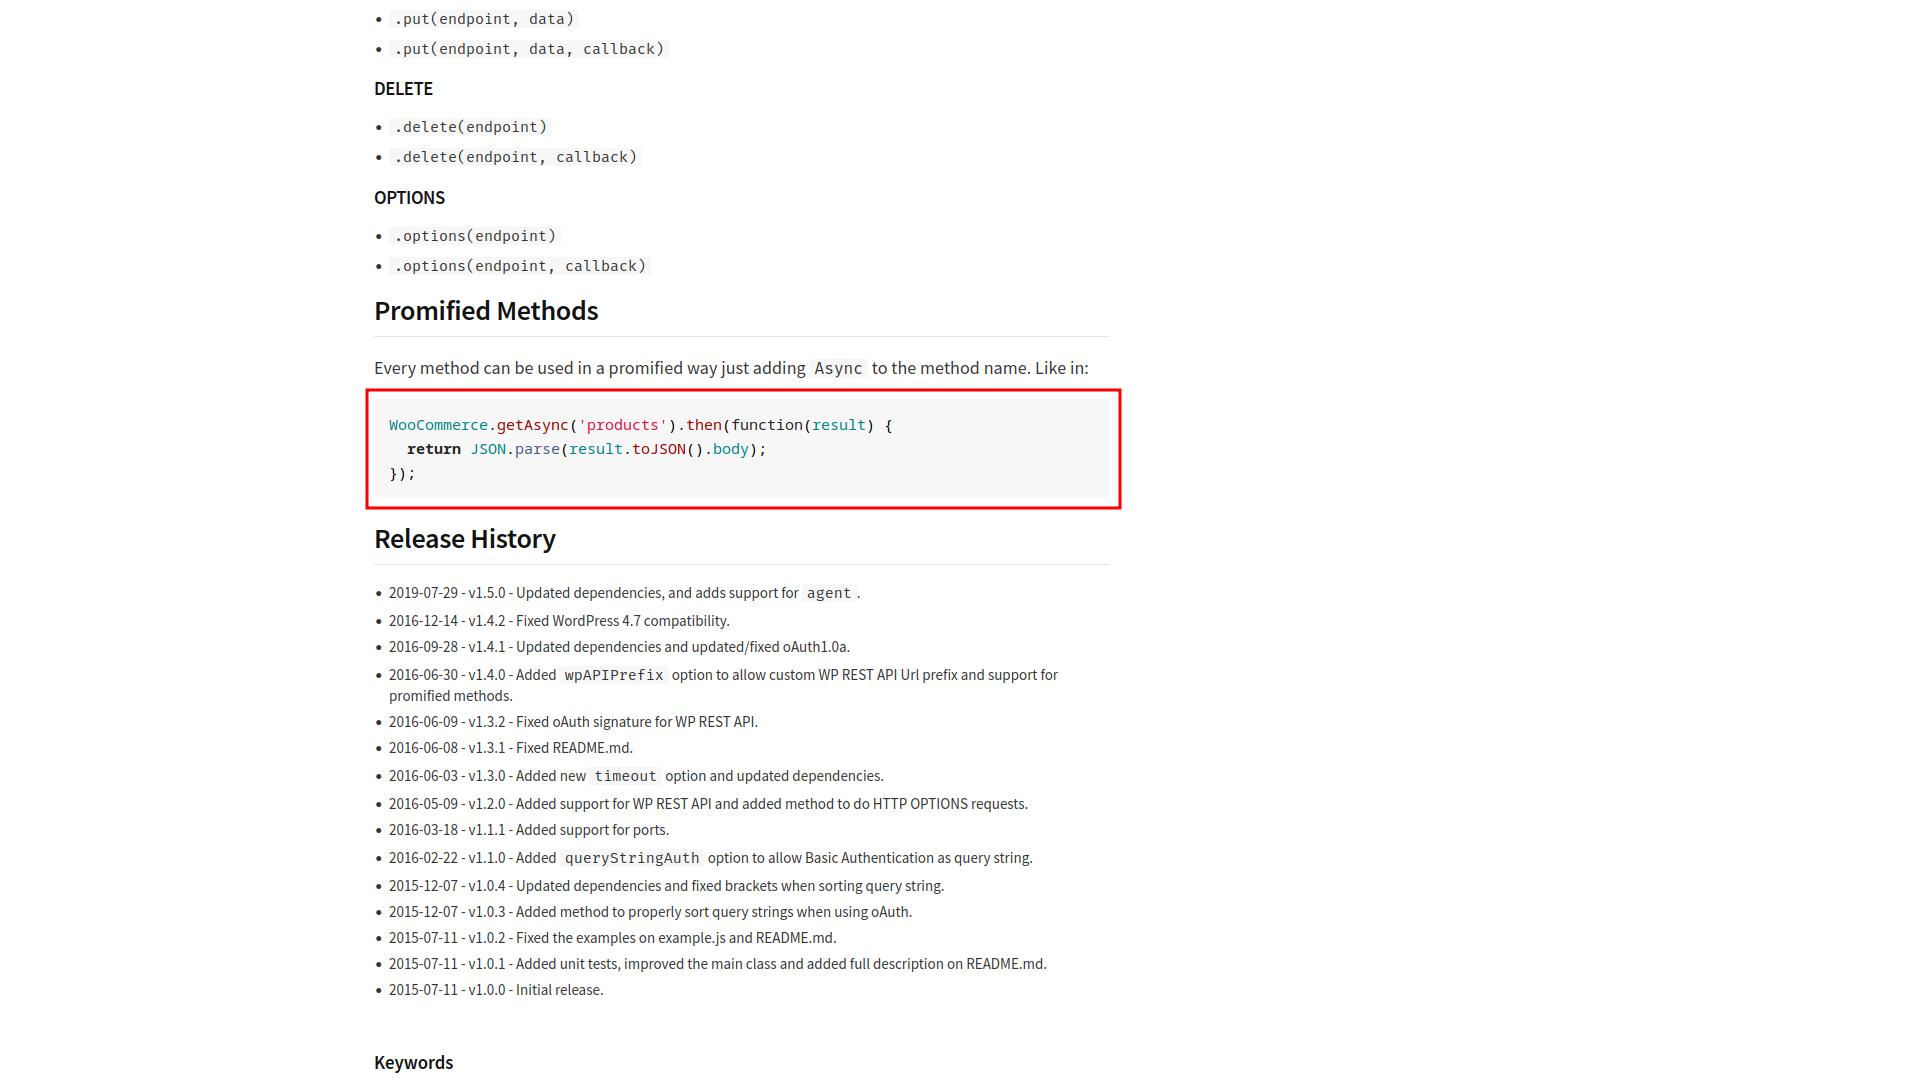 .put(endpoint, data)
.put(endpoint, data, callback)
DELETE
.delete(endpoint)
.delete(endpoint, callback)
OPTIONS
.options(endpoint)
.options(endpoint, callback)
Promified Methods
Every method can be used in a promified way just adding Async to the method name. Like in:
WooCommerce.getAsync('products').then(function(result) {
  return JSON.parse(result.toJSON().body);
});
Release History
2019-07-29 - v1.5.0 - Updated dependencies, and adds support for agent .
2016-12-14 - v1.4.2 - Fixed WordPress 4.7 compatibility.
2016-09-28 - v1.4.1 - Updated dependencies and updated/fixed oAuth1.0a.
2016-06-30 - v1.4.0 - Added wpAPIPrefix option to allow custom WP REST API Url prefix and support for
promified methods.
2016-06-09 - v1.3.2 - Fixed oAuth signature for WP REST API.
2016-06-08 - v1.3.1 - Fixed README.md.
2016-06-03 - v1.3.0 - Added new timeout option and updated dependencies.
2016-05-09 - v1.2.0 - Added support for WP REST API and added method to do HTTP OPTIONS requests.
2016-03-18 - v1.1.1 - Added support for ports.
2016-02-22 - v1.1.0 - Added queryStringAuth option to allow Basic Authentication as query string.
2015-12-07 - v1.0.4 - Updated dependencies and fixed brackets when sorting query string.
2015-12-07 - v1.0.3 - Added method to properly sort query strings when using oAuth.
2015-07-11 - v1.0.2 - Fixed the examples on example.js and README.md.
2015-07-11 - v1.0.1 - Added unit tests, improved the main class and added full description on README.md.
2015-07-11 - v1.0.0 - Initial release.
Keywords